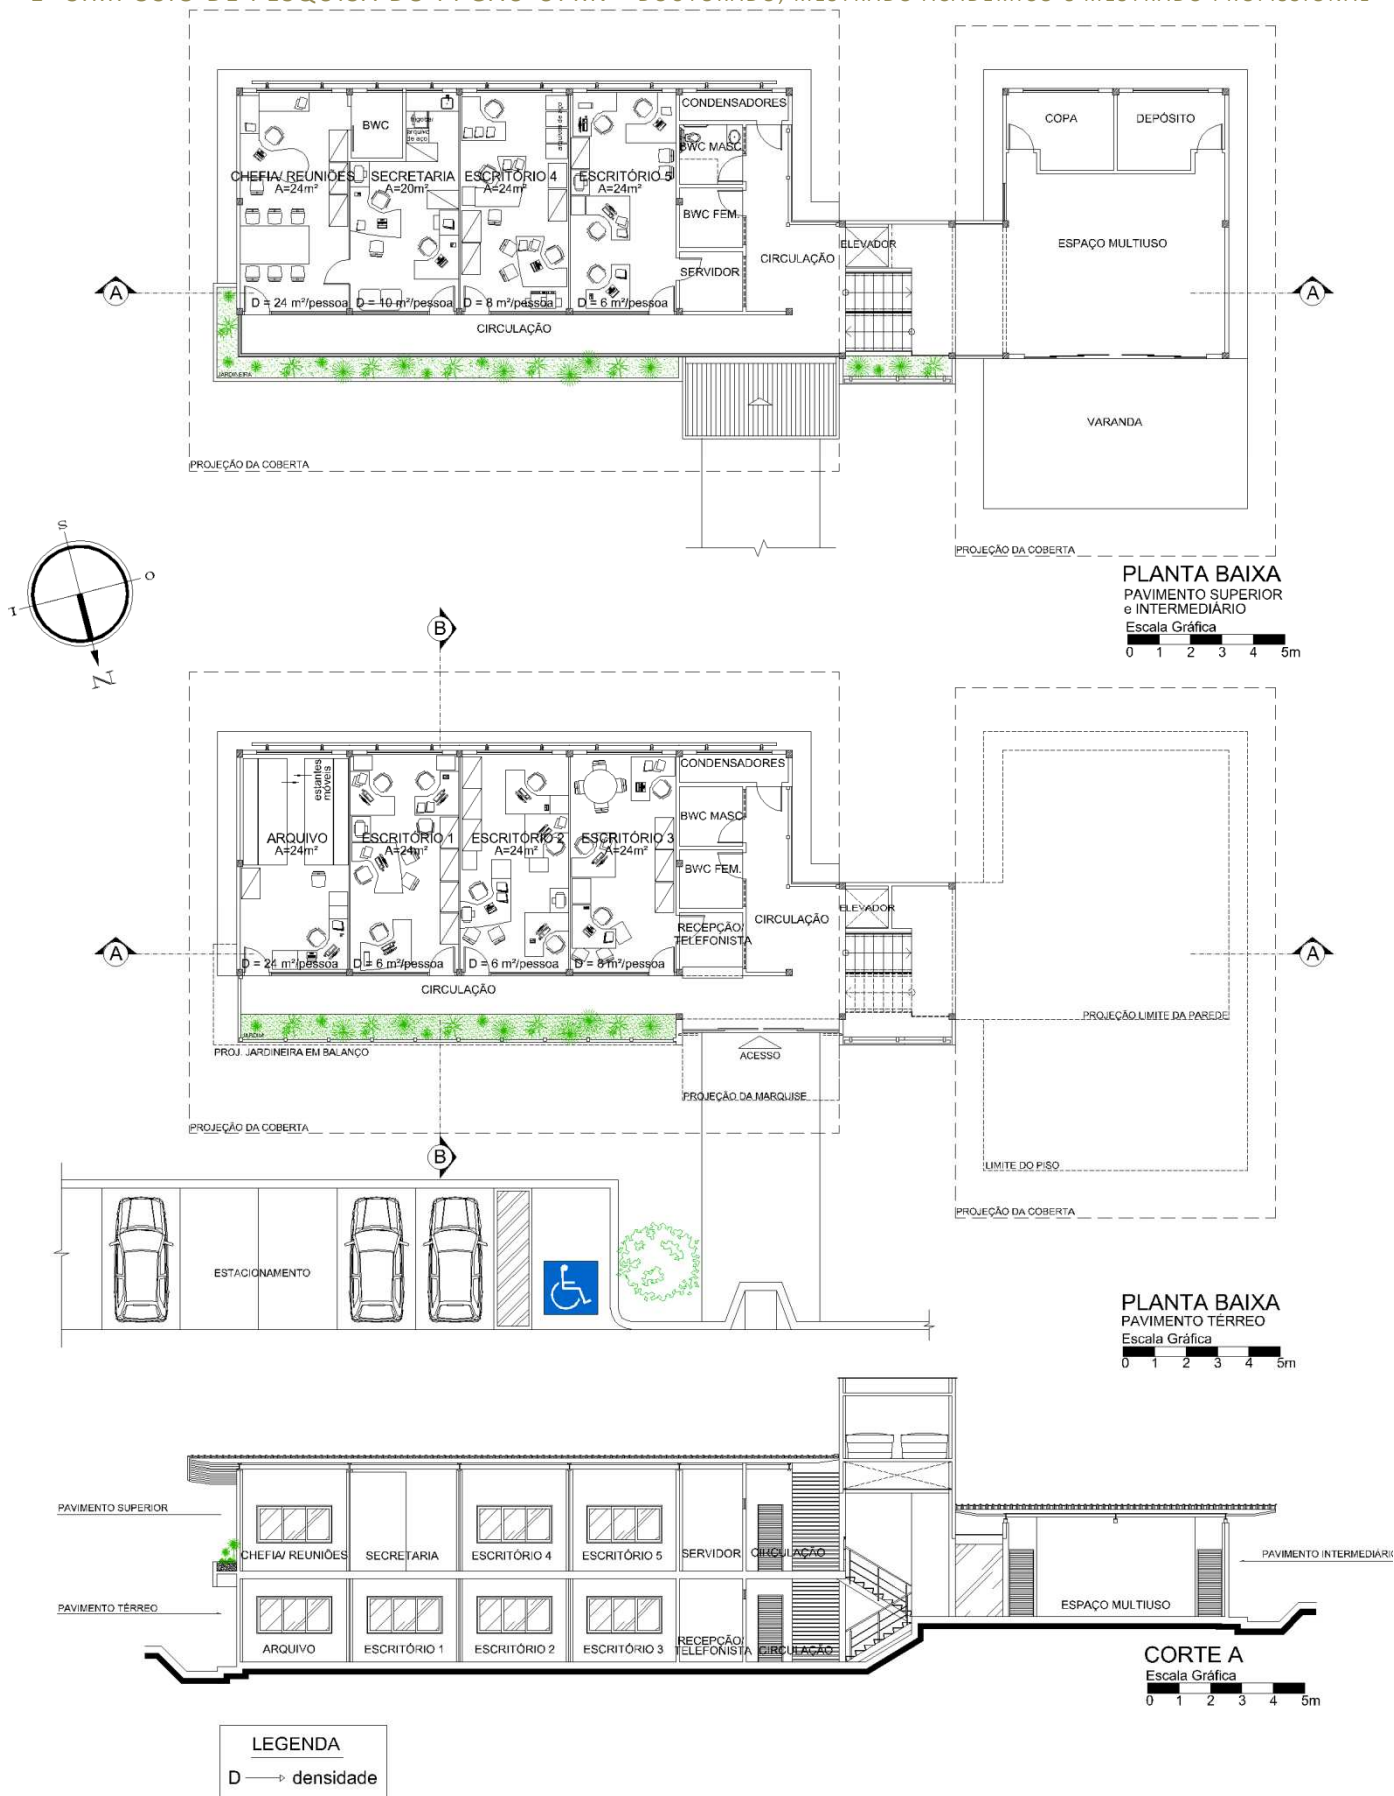 CONDENSADORES
COPA
DEPÓSITO
BWC
frigobar
arquivo de aço
arquivo de aço
BWC MASC.
CHEFIA/ REUNIÕES
A=24m²
SECRETARIA
A=20m²
ESCRITÓRIO 4
A=24m²
ESCRITÓRIO 5
A=24m²
BWC FEM.
ELEVADOR
ESPAÇO MULTIUSO
CIRCULAÇÃO
SERVIDOR
A
A
D = 24 m²/pessoa
D = 10 m²/pessoa
D = 8 m²/pessoa
D = 6 m²/pessoa
CIRCULAÇÃO
JARDINEIRA
VARANDA
PROJEÇÃO DA COBERTA
S
O
L
N
PROJEÇÃO DA COBERTA
PLANTA BAIXA
PAVIMENTO SUPERIOR
e INTERMEDIÁRIO
Escala Gráfica
0 1 2 3 4 5m
B
CONDENSADORES
estantes
móveis
BWC MASC.
ARQUIVO
A=24m²
ESCRITÓRIO 1
A=24m²
ESCRITÓRIO 2
A=24m²
ESCRITÓRIO 3
A=24m²
BWC FEM.
ELEVADOR
RECEPÇÃO/
TELEFONISTA
CIRCULAÇÃO
A
A
D = 24 m²/pessoa
D = 6 m²/pessoa
D = 6 m²/pessoa
D = 8 m²/pessoa
CIRCULAÇÃO
PROJEÇÃO LIMITE DA PAREDE
JARDIM
PROJ. JARDINEIRA EM BALANÇO
ACESSO
PROJEÇÃO DA MARQUISE
PROJEÇÃO DA COBERTA
B
LIMITE DO PISO
PROJEÇÃO DA COBERTA
ESTACIONAMENTO
PLANTA BAIXA
PAVIMENTO TÉRREO
Escala Gráfica
0 1 2 3 4 5m
PAVIMENTO SUPERIOR
CHEFIA/ REUNIÕES
SECRETARIA
ESCRITÓRIO 4
ESCRITÓRIO 5
SERVIDOR
CIRCULAÇÃO
PAVIMENTO INTERMEDIÁRIO
PAVIMENTO TÉRREO
ESPAÇO MULTIUSO
ARQUIVO
ESCRITÓRIO 1
ESCRITÓRIO 2
ESCRITÓRIO 3
RECEPÇÃO/
TELEFONISTA
CIRCULAÇÃO
CORTE A
Escala Gráfica
0 1 2 3 4 5m
LEGENDA
D → densidade